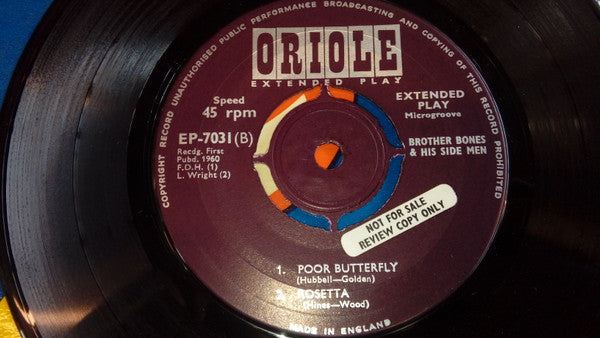 COPYRIGHT RECORD UNAUTHORISED PUBLIC PERFORMANCE BROADCASTING AND COPYING OF THIS RECORD PROHIBITED
ORIOLE
EXTENDED PLAY
Speed
45 rpm
EP-7031(B)
Recdg. First
Pubd. 1960
F.D.H. (1)
L. Wright (2)
EXTENDED
PLAY
Microgroove
BROTHER BONES
& HIS SIDE MEN
NOT FOR SALE
REVIEW COPY ONLY
1. POOR BUTTERFLY
(Hubbell—Golden)
2. ROSETTA
(Hines—Wood)
MADE IN ENGLAND